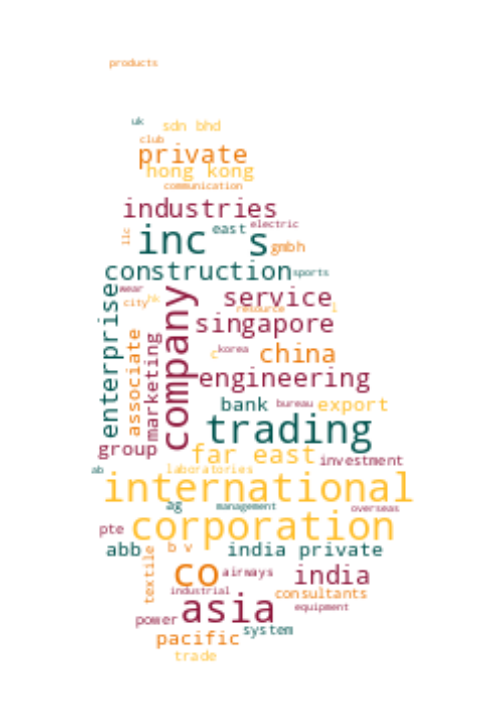 products
uk
sdn bhd
club
private
hong kong
communication
industries
llc
inc
east
electric
s
gmbh
construction
sports
wear
city
hk
enterprise
company
service
resource
l
singapore
associate
marketing
c
korea
china
engineering
bank
bureau
export
trading
group
far east
investment
ab
laboratories
international
ag
management
overseas
pte
corporation
abb
b v
india private
textile
co
airways
india
industrial
consultants
asia
equipment
power
system
pacific
trade